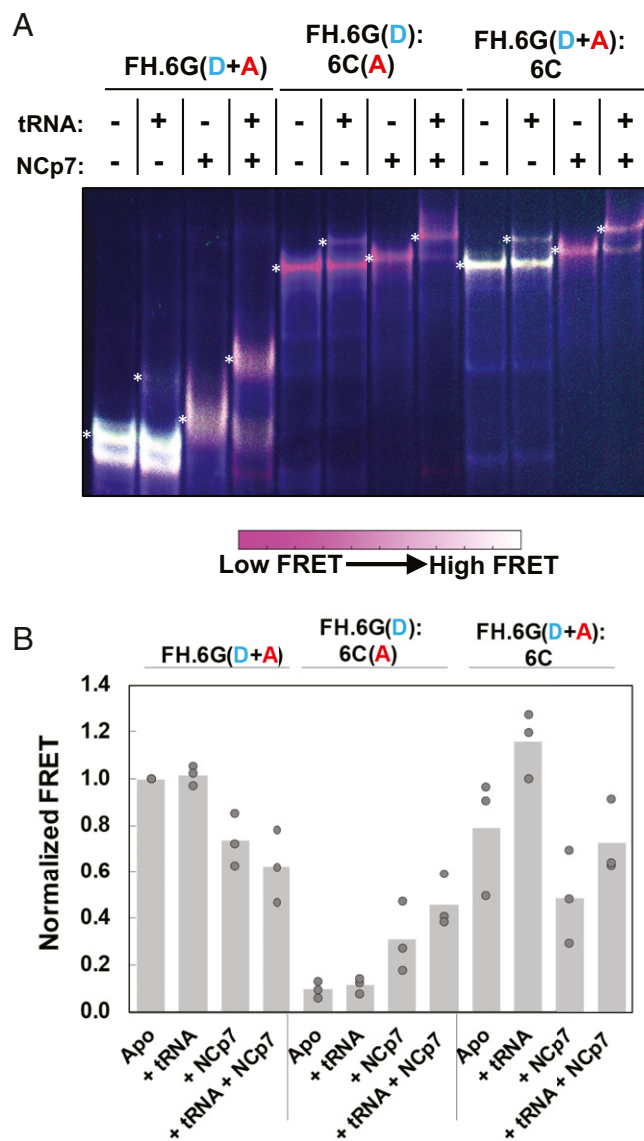 A
FH.6G(D+A)
FH.6G(D):
6C(A)
FH.6G(D+A):
6C
tRNA: - + - + - + - + - + - +
NCp7: - - + + - - + + - - + +
* * * * * * * * * * * *
Low FRET High FRET
B
FH.6G(D+A)
FH.6G(D):
6C(A)
FH.6G(D+A):
6C
Normalized FRET
1.4
1.2
1.0
0.8
0.6
0.4
0.2
0.0
Apo
+ tRNA
+ NCp7
+ tRNA + NCp7
Apo
+ tRNA
+ NCp7
+ tRNA + NCp7
Apo
+ tRNA
+ NCp7
+ tRNA + NCp7